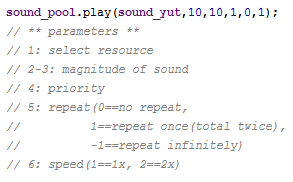 sound_pool.play(sound_yut,10,10,1,0,1);
// ** parameters **
// 1: select resource
// 2-3: magnitude of sound
// 4: priority
// 5: repeat(0==no repeat,
//           1==repeat once(total twice),
//           -1==repeat infinitely)
// 6: speed(1==1x, 2==2x)